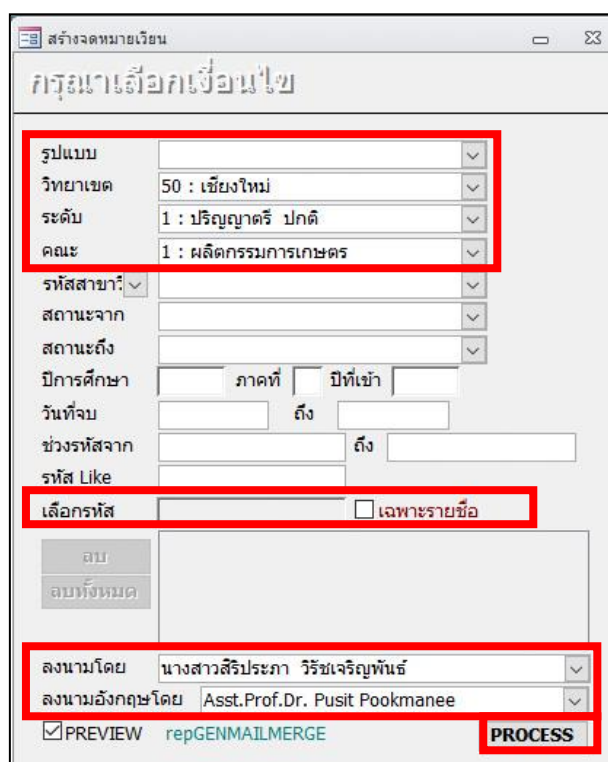 สร้างจดหมายเวียน
กรุณาเลือกเงื่อนไข
รูปแบบ
วิทยาเขต 50 : เชียงใหม่
ระดับ 1 : ปริญญาตรี ปกติ
คณะ 1 : ผลิตกรรมการเกษตร
รหัสสาขาวิ
สถานะจาก
สถานะถึง
ปีการศึกษา ภาคที่ ปีที่เข้า
วันที่จบ ถึง
ช่วงรหัสจาก ถึง
รหัส Like
เลือกรหัส เฉพาะรายชื่อ
ลบ
ลบทั้งหมด
ลงนามโดย นางสาวสิริประภา วิรัชเจริญพันธ์
ลงนามอังกฤษโดย Asst.Prof.Dr. Pusit Pookmanee
PREVIEW repGENMAILMERGE PROCESS